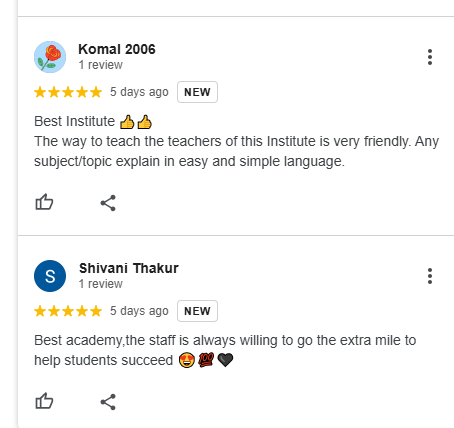 Komal 2006
1 review
5 days ago NEW
Best Institute 👍👍
The way to teach the teachers of this Institute is very friendly. Any
subject/topic explain in easy and simple language.
S
Shivani Thakur
1 review
5 days ago NEW
Best academy,the staff is always willing to go the extra mile to
help students succeed 😍💯🖤